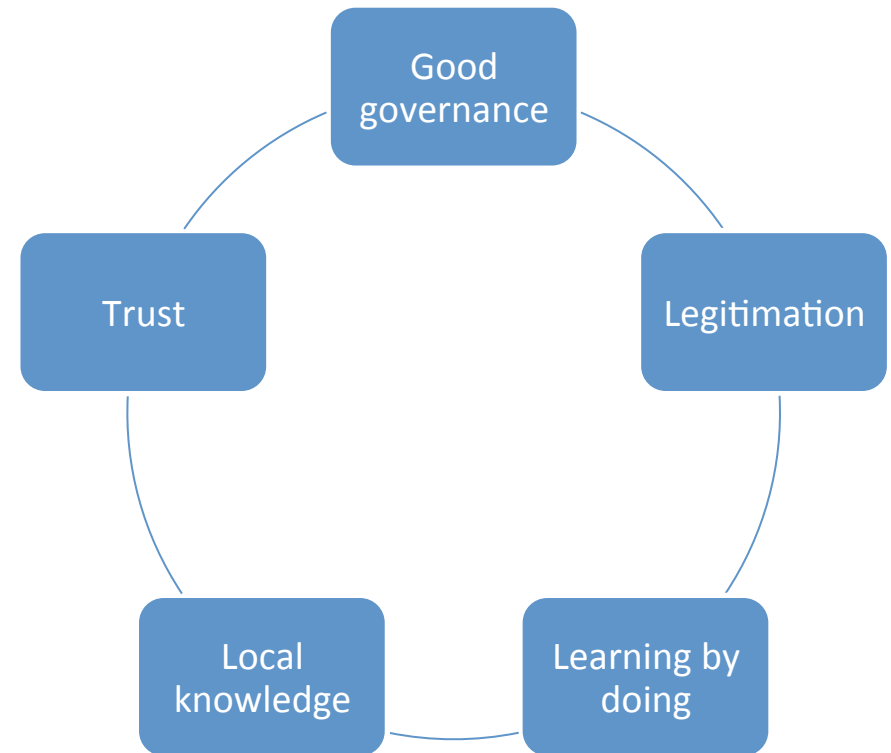 Good
governance
Trust
Legitimation
Local
knowledge
Learning by
doing